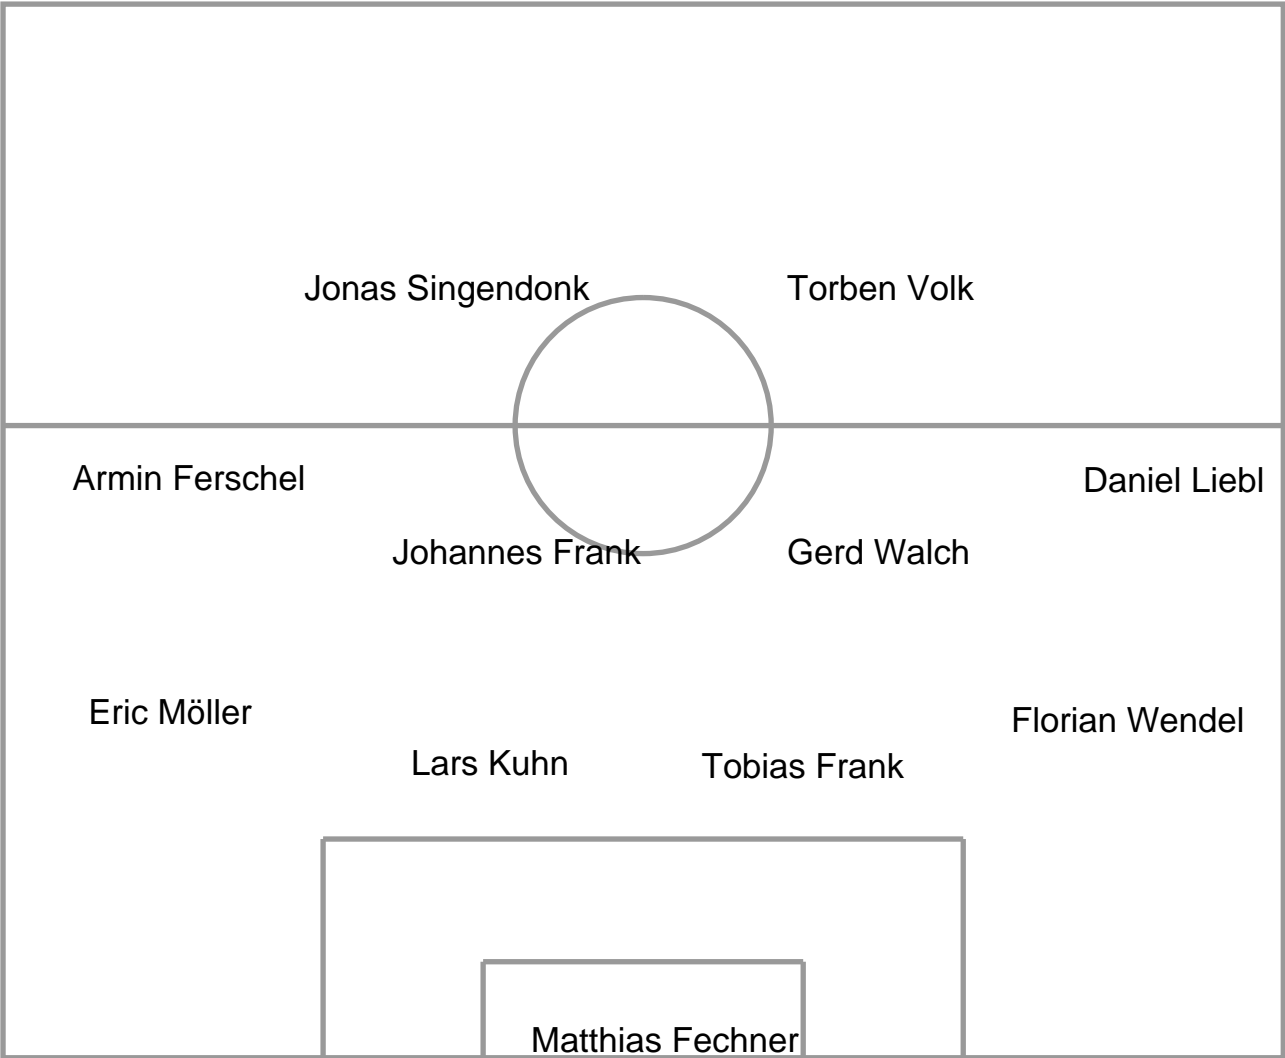 Jonas Singendonk
Torben Volk
Armin Ferschel
Daniel Liebl
Johannes Frank
Gerd Walch
Eric Möller
Florian Wendel
Lars Kuhn
Tobias Frank
Matthias Fechner